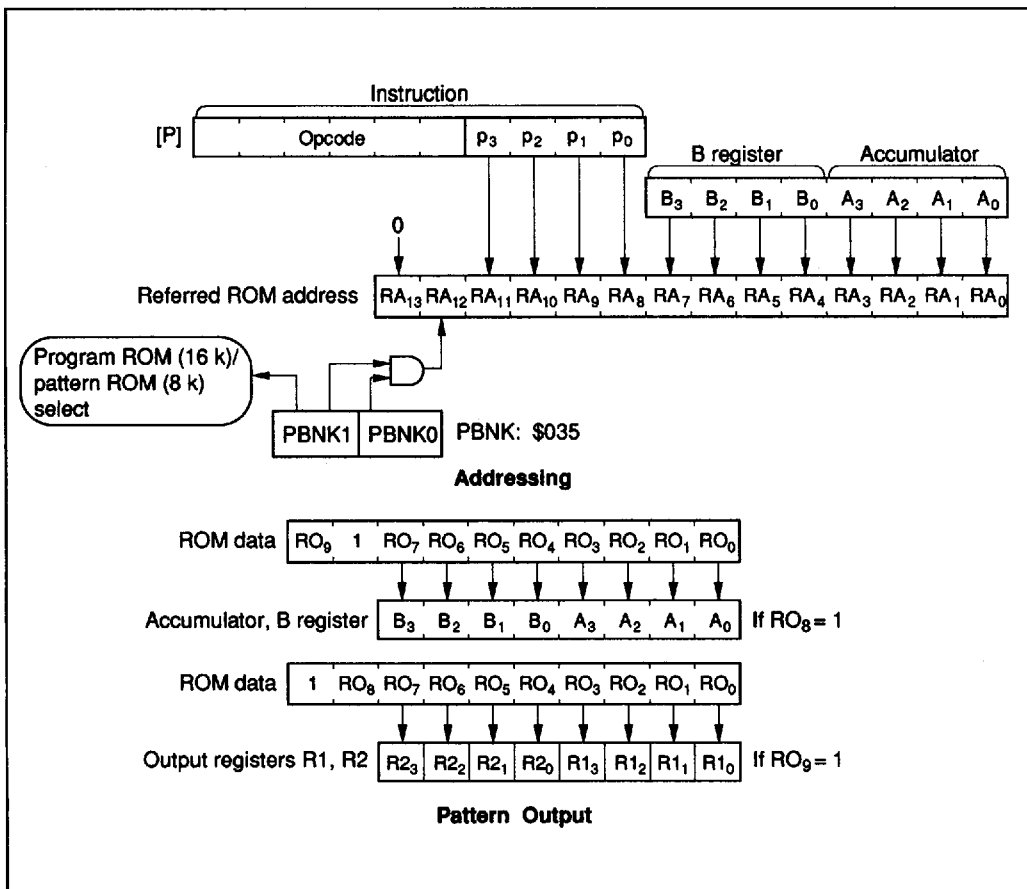 Instruction
[P] Opcode p3 p2 p1 p0
B register Accumulator
B3 B2 B1 B0 A3 A2 A1 A0
0
Referred ROM address RA13 RA12 RA11 RA10 RA9 RA8 RA7 RA6 RA5 RA4 RA3 RA2 RA1 RA0
Program ROM (16 k)/
pattern ROM (8 k)
select
PBNK1 PBNK0 PBNK: $035
Addressing
ROM data RO9 1 RO7 RO6 RO5 RO4 RO3 RO2 RO1 RO0
Accumulator, B register B3 B2 B1 B0 A3 A2 A1 A0 If RO8 = 1
ROM data 1 RO8 RO7 RO6 RO5 RO4 RO3 RO2 RO1 RO0
Output registers R1, R2 R23 R22 R21 R20 R13 R12 R11 R10 If RO9 = 1
Pattern Output